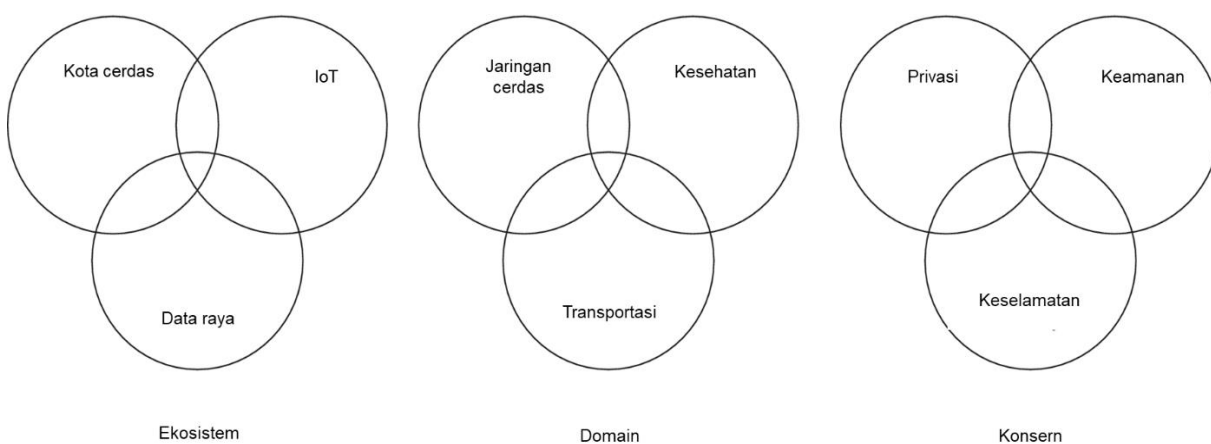 Kota cerdas
IoT
Data raya
Ekosistem
Jaringan
cerdas
Kesehatan
Transportasi
Domain
Privasi
Keamanan
Keselamatan
Konsern